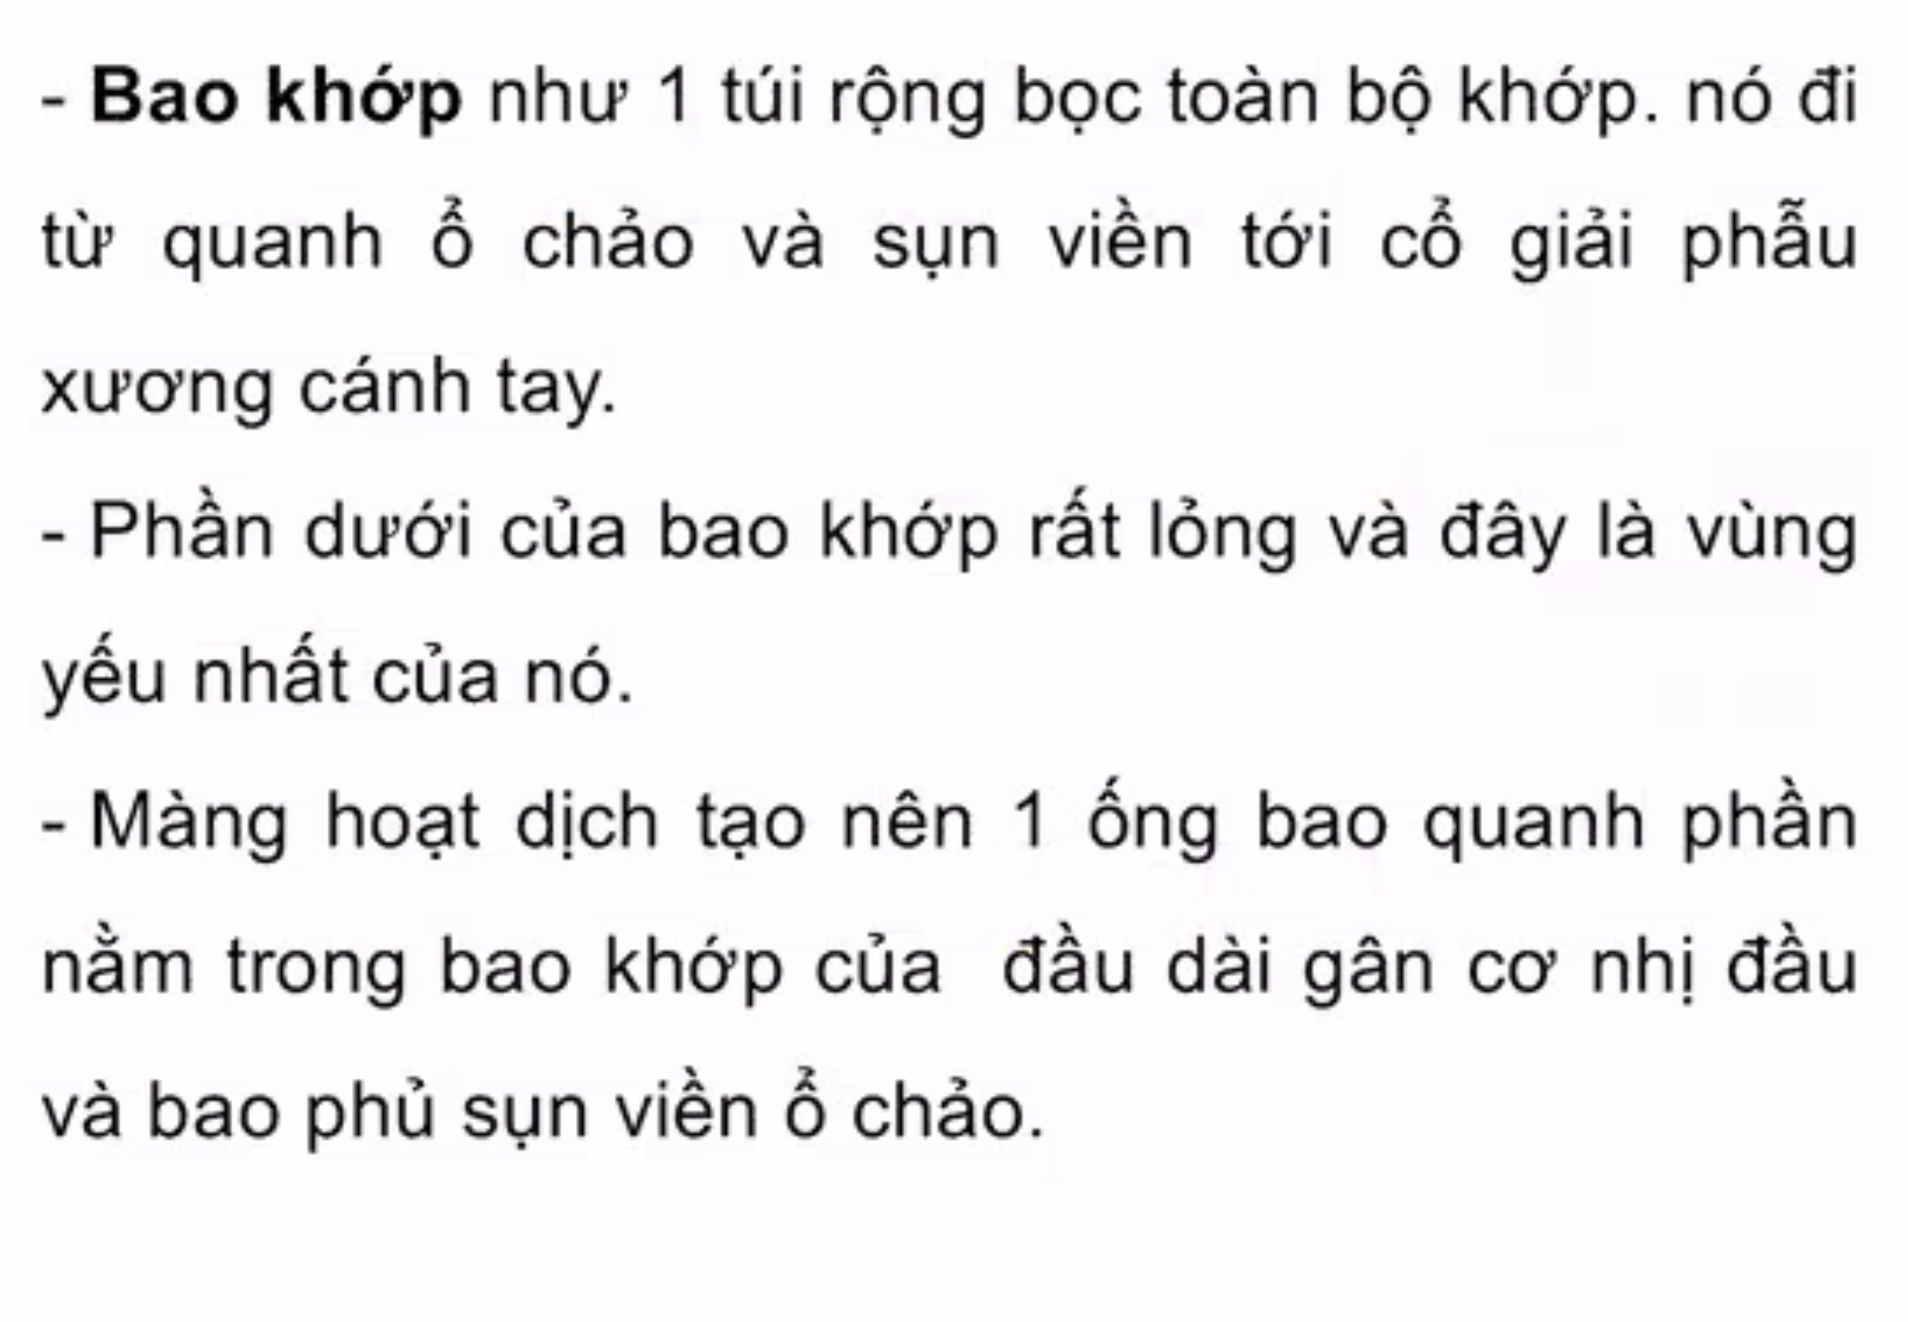 - Bao khớp như 1 túi rộng bọc toàn bộ khớp. nó đi
từ quanh ổ chảo và sụn viền tới cổ giải phẫu
xương cánh tay.
- Phần dưới của bao khớp rất lỏng và đây là vùng
yếu nhất của nó.
- Màng hoạt dịch tạo nên 1 ống bao quanh phần
nằm trong bao khớp của đầu dài gân cơ nhị đầu
và bao phủ sụn viền ổ chảo.